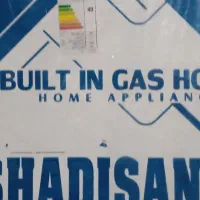 BUILT IN GAS HO
HOME APPLIAN
SHADISAN